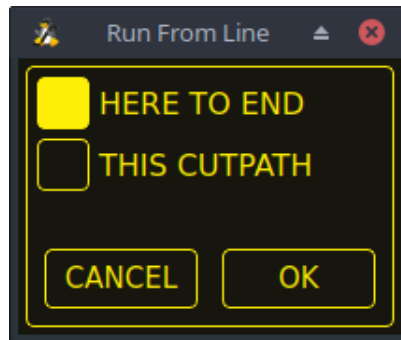 Run From Line
HERE TO END
THIS CUTPATH
CANCEL OK